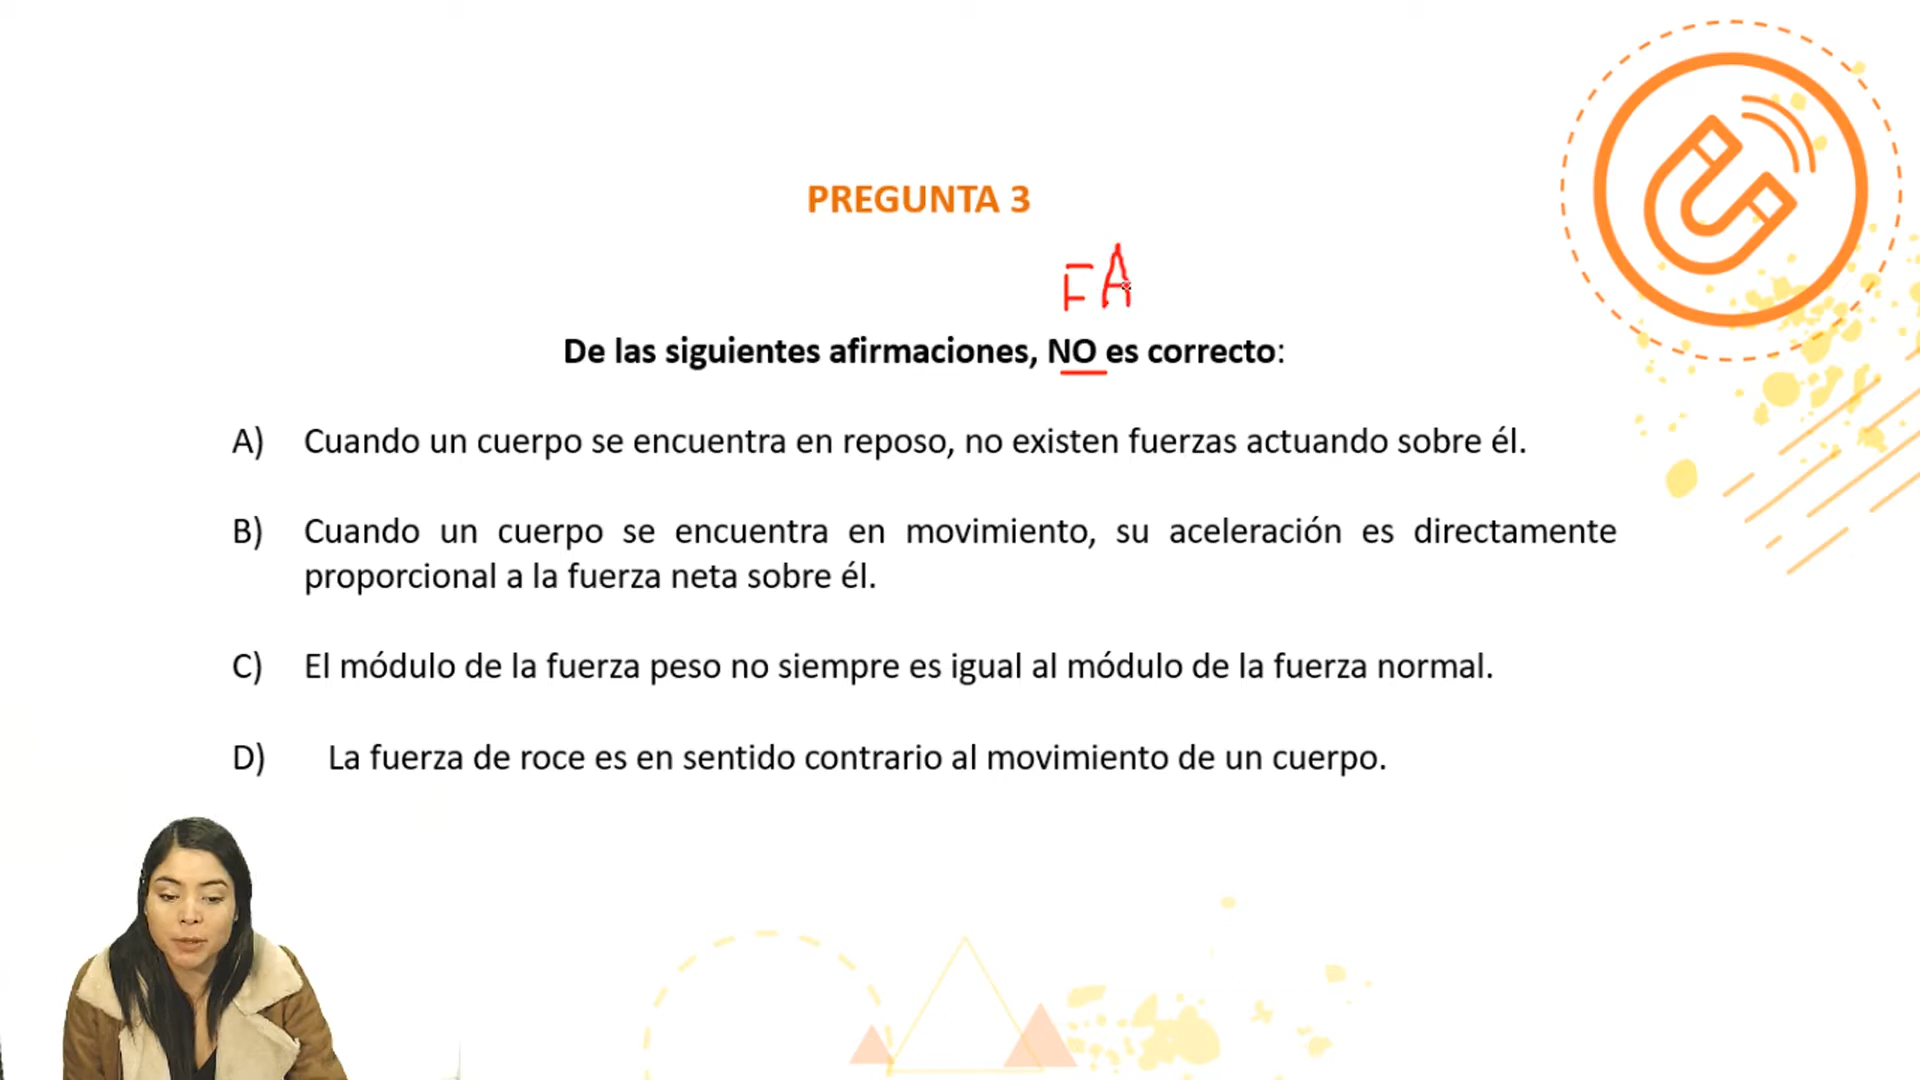 PREGUNTA 3
FA
De las siguientes afirmaciones, NO es correcto:
A) Cuando un cuerpo se encuentra en reposo, no existen fuerzas actuando sobre él.
B) Cuando un cuerpo se encuentra en movimiento, su aceleración es directamente
proporcional a la fuerza neta sobre él.
C) El módulo de la fuerza peso no siempre es igual al módulo de la fuerza normal.
D) La fuerza de roce es en sentido contrario al movimiento de un cuerpo.